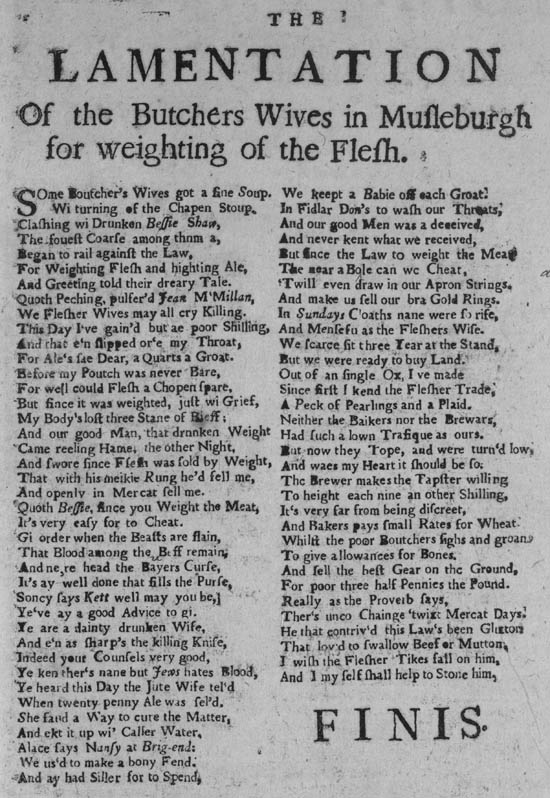 THE
LAMENTATION
Of the Butchers Wives in Muſleburgh
for weighting of the Fleſh.
SOme Boutcher's Wives got a fine Soup.
Wi turning of the Chapen Stoup.
Claſhing wi Drunken Beſſie Shaw,
The foueſt Coarſe among thnm a,
Began to rail againſt the Law,
For Weighting Fleſh and highting Ale,
And Greeting told their dreary Tale.
Quoth Peching, pulſer'd Jean M'Millan,
We Fleſher Wives may all cry Killing.
This Day I've gain'd but ae poor Shilling,
And that e'n ſlipped or'e my Throat,
For Ale's ſae Dear, a Quarts a Groat.
Before my Poutch was never Bare,
For well could Fleſh a Chopen ſpare,
But ſince it was weighted, juſt wi Grief,
My Body's loſt three Stane of Bieff;
And our good Man, that drunken Weight
Came reeling Hame, the other Night,
And ſwore ſince Fleſh was ſold by Weight,
That with his meikle Rung he'd fell me,
And openly in Mercat ſell me.
Quoth Beſſie, ſince you Weight the Meat,
It's very eaſy for to Cheat.
Gi order when the Beaſts are ſlain,
That Blood among the Beff remain,
And ne,re head the Bayers Curſe,
It's ay well done that fills the Purſe,
Soncy ſays Kett well may you be,
Ye've ay a good Advice to gi.
Ye are a dainty drunken Wife,
And e'n as ſharp's the killing Knife,
Indeed your Counſels very good,
Ye ken ther's nane but Jews hates Blood,
Ye heard this Day the Jute Wife tel'd
When twenty penny Ale was ſel'd.
She fand a Way to cure the Matter,
And ekt it up wi' Caller Water,
Alace ſays Nanſy at Brig-end:
We us'd to make a bony Fend.
And ay had Siller for to Spend,
We keept a Babie off each Groat.
In Fidlar Don's to waſh our Throats,
And our good Men was a deceived,
And never kent what we received,
But ſince the Law to weight the Meat
The near a Bole can we Cheat,
'Twill even draw in our Apron Strings.
And make us ſell our bra Gold Rings.
In Sundays C'oaths nane were ſo riſe,
And Menſefu as the Fleſhers Wife.
We ſcarce ſit three Year at the Stand,
But we were ready to buy Land.
Out of an ſingle Ox, I've made
Since firſt I kend the Fleſher Trade,
A Peck of Pearlings and a Plaid.
Neither the Baikers nor the Brewars,
Had ſuch a lown Trafique as ours.
But now they Tope, and were turn'd low,
And waes my Heart it ſhould be ſo.
The Brewer makes the Tapſter willing
To height each nine an other Shilling,
It's very far from being diſcreet,
And Bakers pays ſmall Rates for Wheat.
Whilſt the poor Boutchers ſighs and groans
To give allowances for Bones.
And ſell the beſt Gear on the Ground,
For poor three half Pennies the Pound.
Really as the Proverb ſays,
Ther's unco Chainge 'twixt Mercat Days.
He that contriv'd this Law's been Glutton
That lov'd to ſwallow Beef or Mutton,
I wiſh the Fleſher Tikes fall on him,
And I my ſelf ſhall help to Stone him,
FINIS.